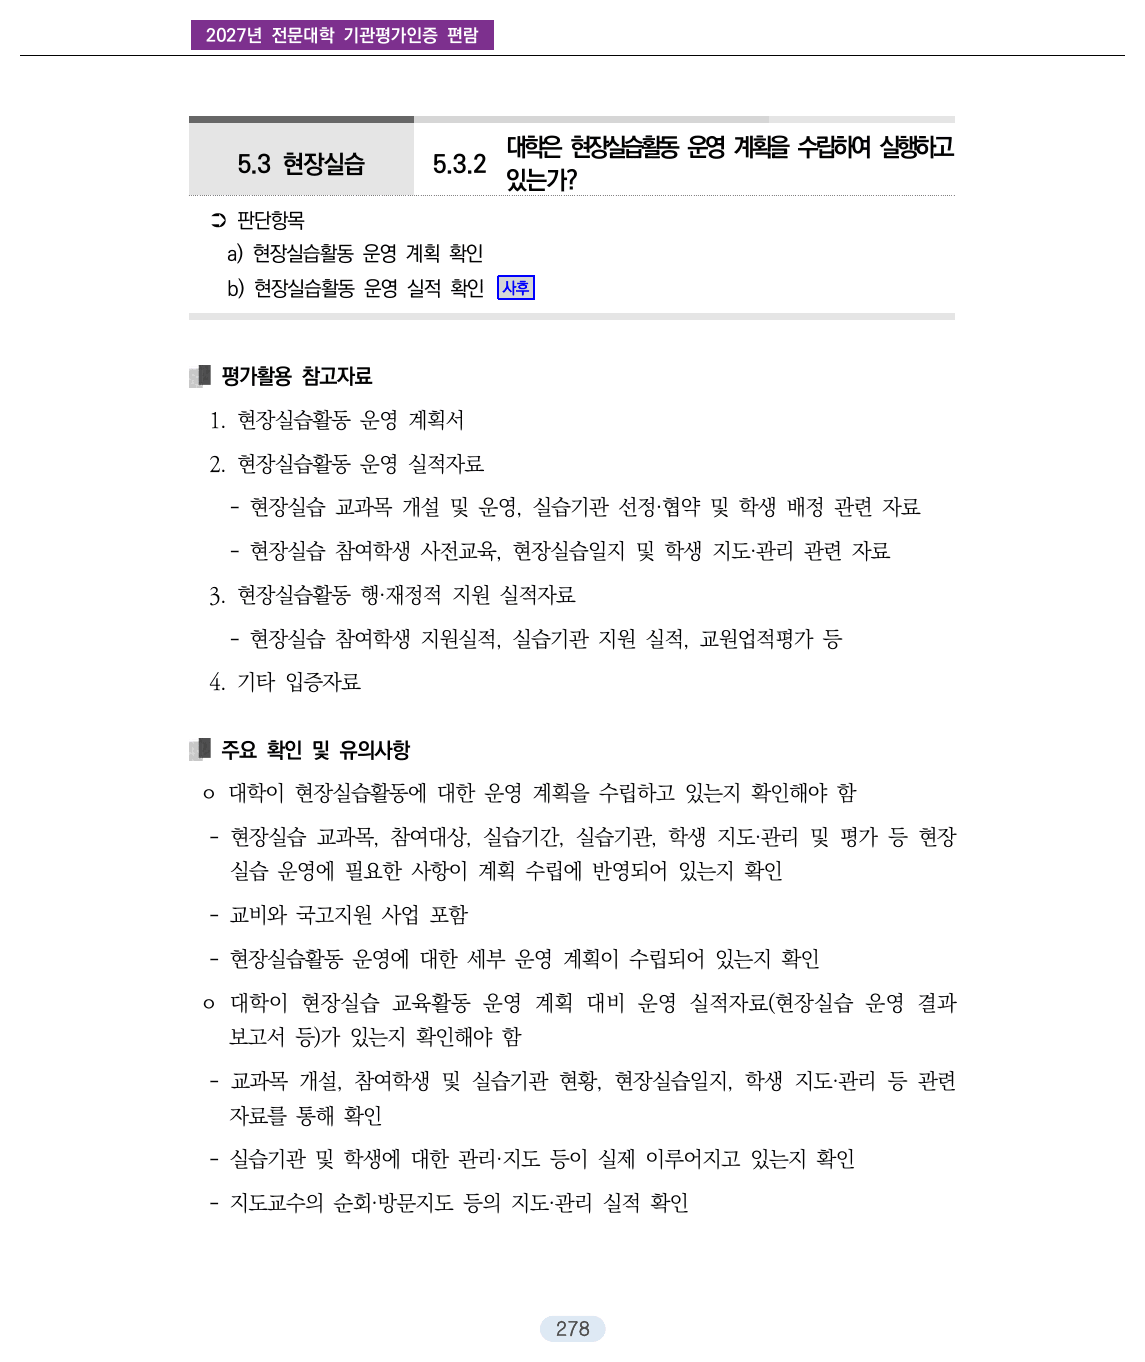 2027년 전문대학 기관평가인증 편람
5.3 현장실습
5.3.2
대학은 현장실습활동 운영 계획을 수립하여 실행하고
있는가?
➲ 판단항목
a) 현장실습활동 운영 계획 확인
b) 현장실습활동 운영 실적 확인 사후
평가활용 참고자료
1. 현장실습활동 운영 계획서
2. 현장실습활동 운영 실적자료
- 현장실습 교과목 개설 및 운영, 실습기관 선정·협약 및 학생 배정 관련 자료
- 현장실습 참여학생 사전교육, 현장실습일지 및 학생 지도·관리 관련 자료
3. 현장실습활동 행·재정적 지원 실적자료
- 현장실습 참여학생 지원실적, 실습기관 지원 실적, 교원업적평가 등
4. 기타 입증자료
주요 확인 및 유의사항
ㅇ 대학이 현장실습활동에 대한 운영 계획을 수립하고 있는지 확인해야 함
- 현장실습 교과목, 참여대상, 실습기간, 실습기관, 학생 지도·관리 및 평가 등 현장
실습 운영에 필요한 사항이 계획 수립에 반영되어 있는지 확인
- 교비와 국고지원 사업 포함
- 현장실습활동 운영에 대한 세부 운영 계획이 수립되어 있는지 확인
ㅇ 대학이 현장실습 교육활동 운영 계획 대비 운영 실적자료(현장실습 운영 결과
보고서 등)가 있는지 확인해야 함
- 교과목 개설, 참여학생 및 실습기관 현황, 현장실습일지, 학생 지도·관리 등 관련
자료를 통해 확인
- 실습기관 및 학생에 대한 관리·지도 등이 실제 이루어지고 있는지 확인
- 지도교수의 순회·방문지도 등의 지도·관리 실적 확인
278